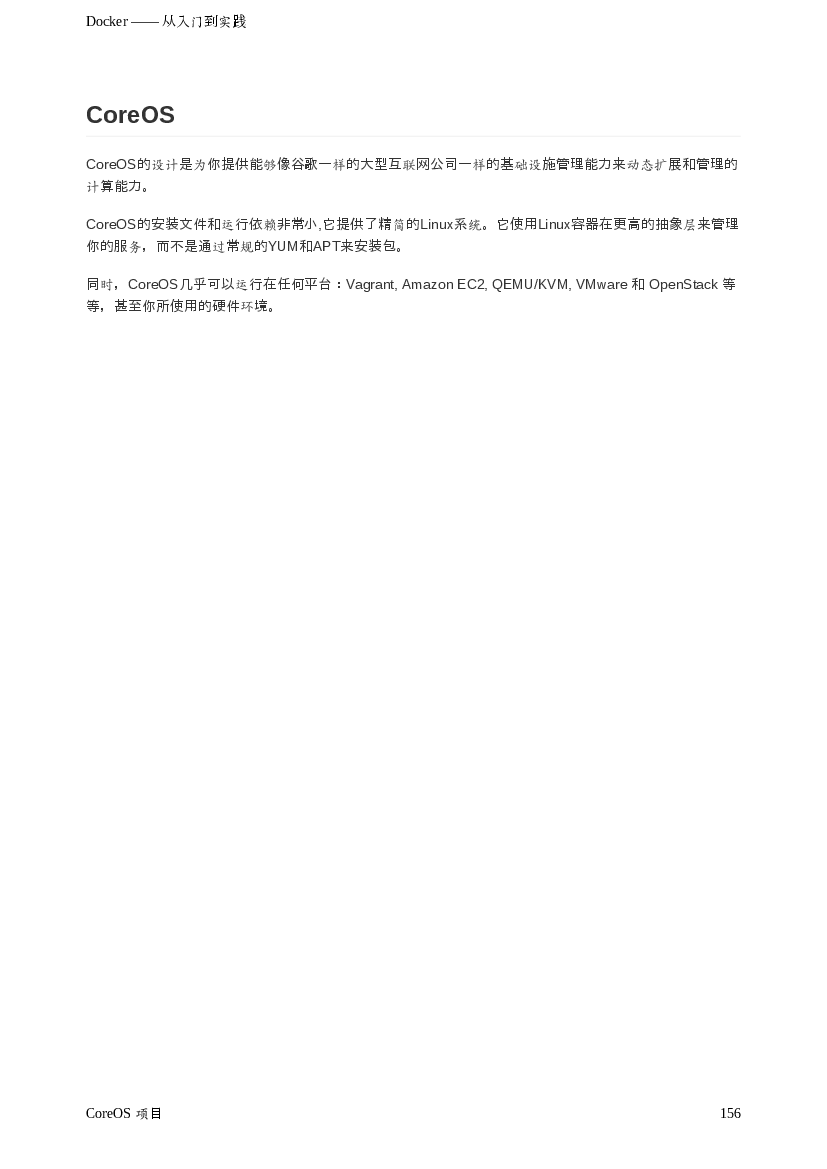 Docker —— 从入门到实践
CoreOS
CoreOS的设计是为你提供能够像谷歌一样的大型互联网公司一样的基础设施管理能力来动态扩展和管理的
计算能力。
CoreOS的安装文件和运行依赖非常小,它提供了精简的Linux系统。它使用Linux容器在更高的抽象层来管理
你的服务，而不是通过常规的YUM和APT来安装包。
同时，CoreOS几乎可以运行在任何平台：Vagrant, Amazon EC2, QEMU/KVM, VMware 和 OpenStack 等
等，甚至你所使用的硬件环境。
CoreOS 项目
156